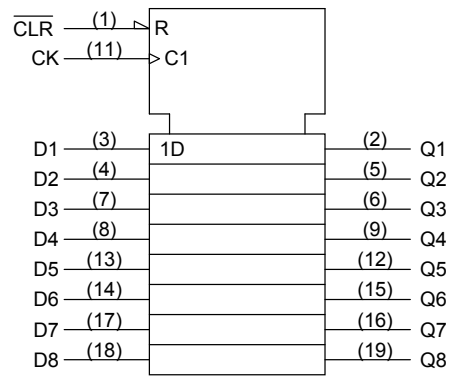 CLR (1) R
CK (11) C1
D1 (3) 1D (2) Q1
D2 (4) (5) Q2
D3 (7) (6) Q3
D4 (8) (9) Q4
D5 (13) (12) Q5
D6 (14) (15) Q6
D7 (17) (16) Q7
D8 (18) (19) Q8